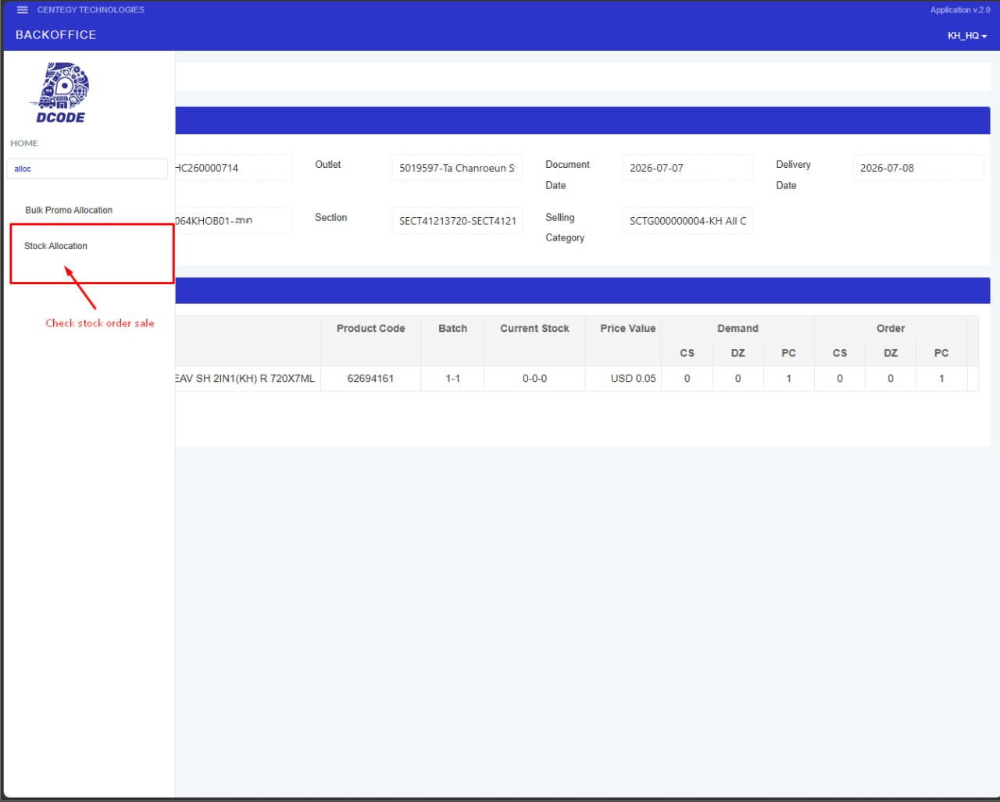 CENTEGY TECHNOLOGIES
Application v.2.0
BACKOFFICE
KH_HQ
DCODE
HOME
alloc
Bulk Promo Allocation
Stock Allocation
Check stock order sale
HC260000714
Outlet
5019597-Ta Chanroeun S
Document Date
2026-07-07
Delivery Date
2026-07-08
064KHOB01-
Section
SECT41213720-SECT4121
Selling Category
SCTG000000004-KH All C
Product Code
Batch
Current Stock
Price Value
Demand
Order
CS
DZ
PC
CS
DZ
PC
EAV SH 2IN1(KH) R 720X7ML
62694161
1-1
0-0-0
USD 0.05
0
0
1
0
0
1